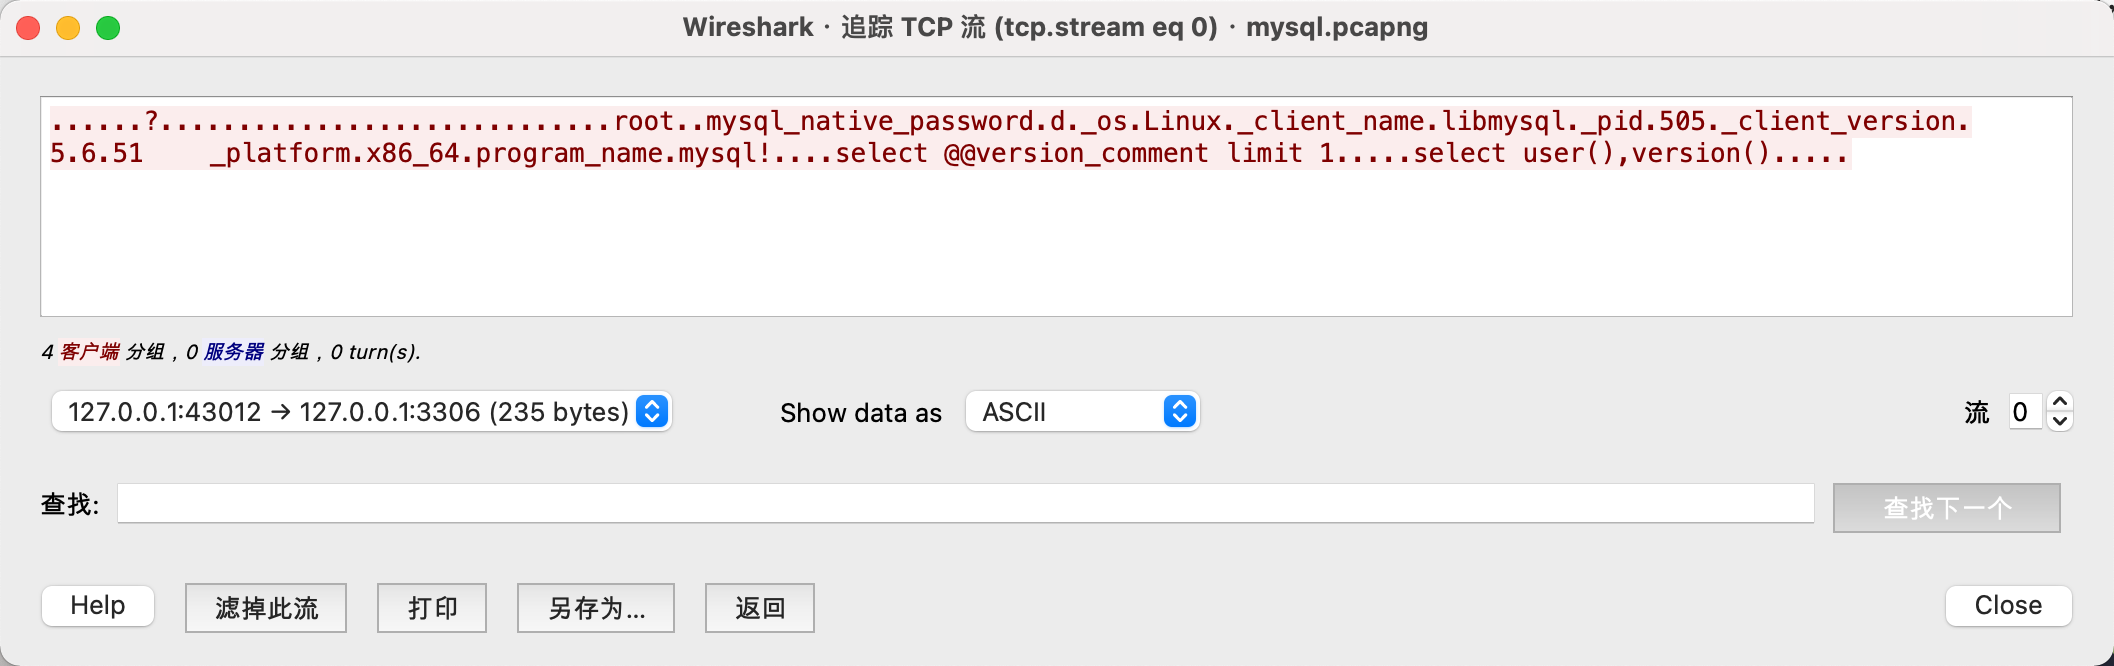 Wireshark · 追踪 TCP 流 (tcp.stream eq 0) · mysql.pcapng
......?.............................root..mysql_native_password.d._os.Linux._client_name.libmysql._pid.505._client_version.
5.6.51    _platform.x86_64.program_name.mysql!....select @@version_comment limit 1.....select user(),version().....
4 客户端 分组，0 服务器 分组，0 turn(s).
127.0.0.1:43012 → 127.0.0.1:3306 (235 bytes) Show data as ASCII 流 0
查找: 查找下一个
Help 滤掉此流 打印 另存为... 返回 Close